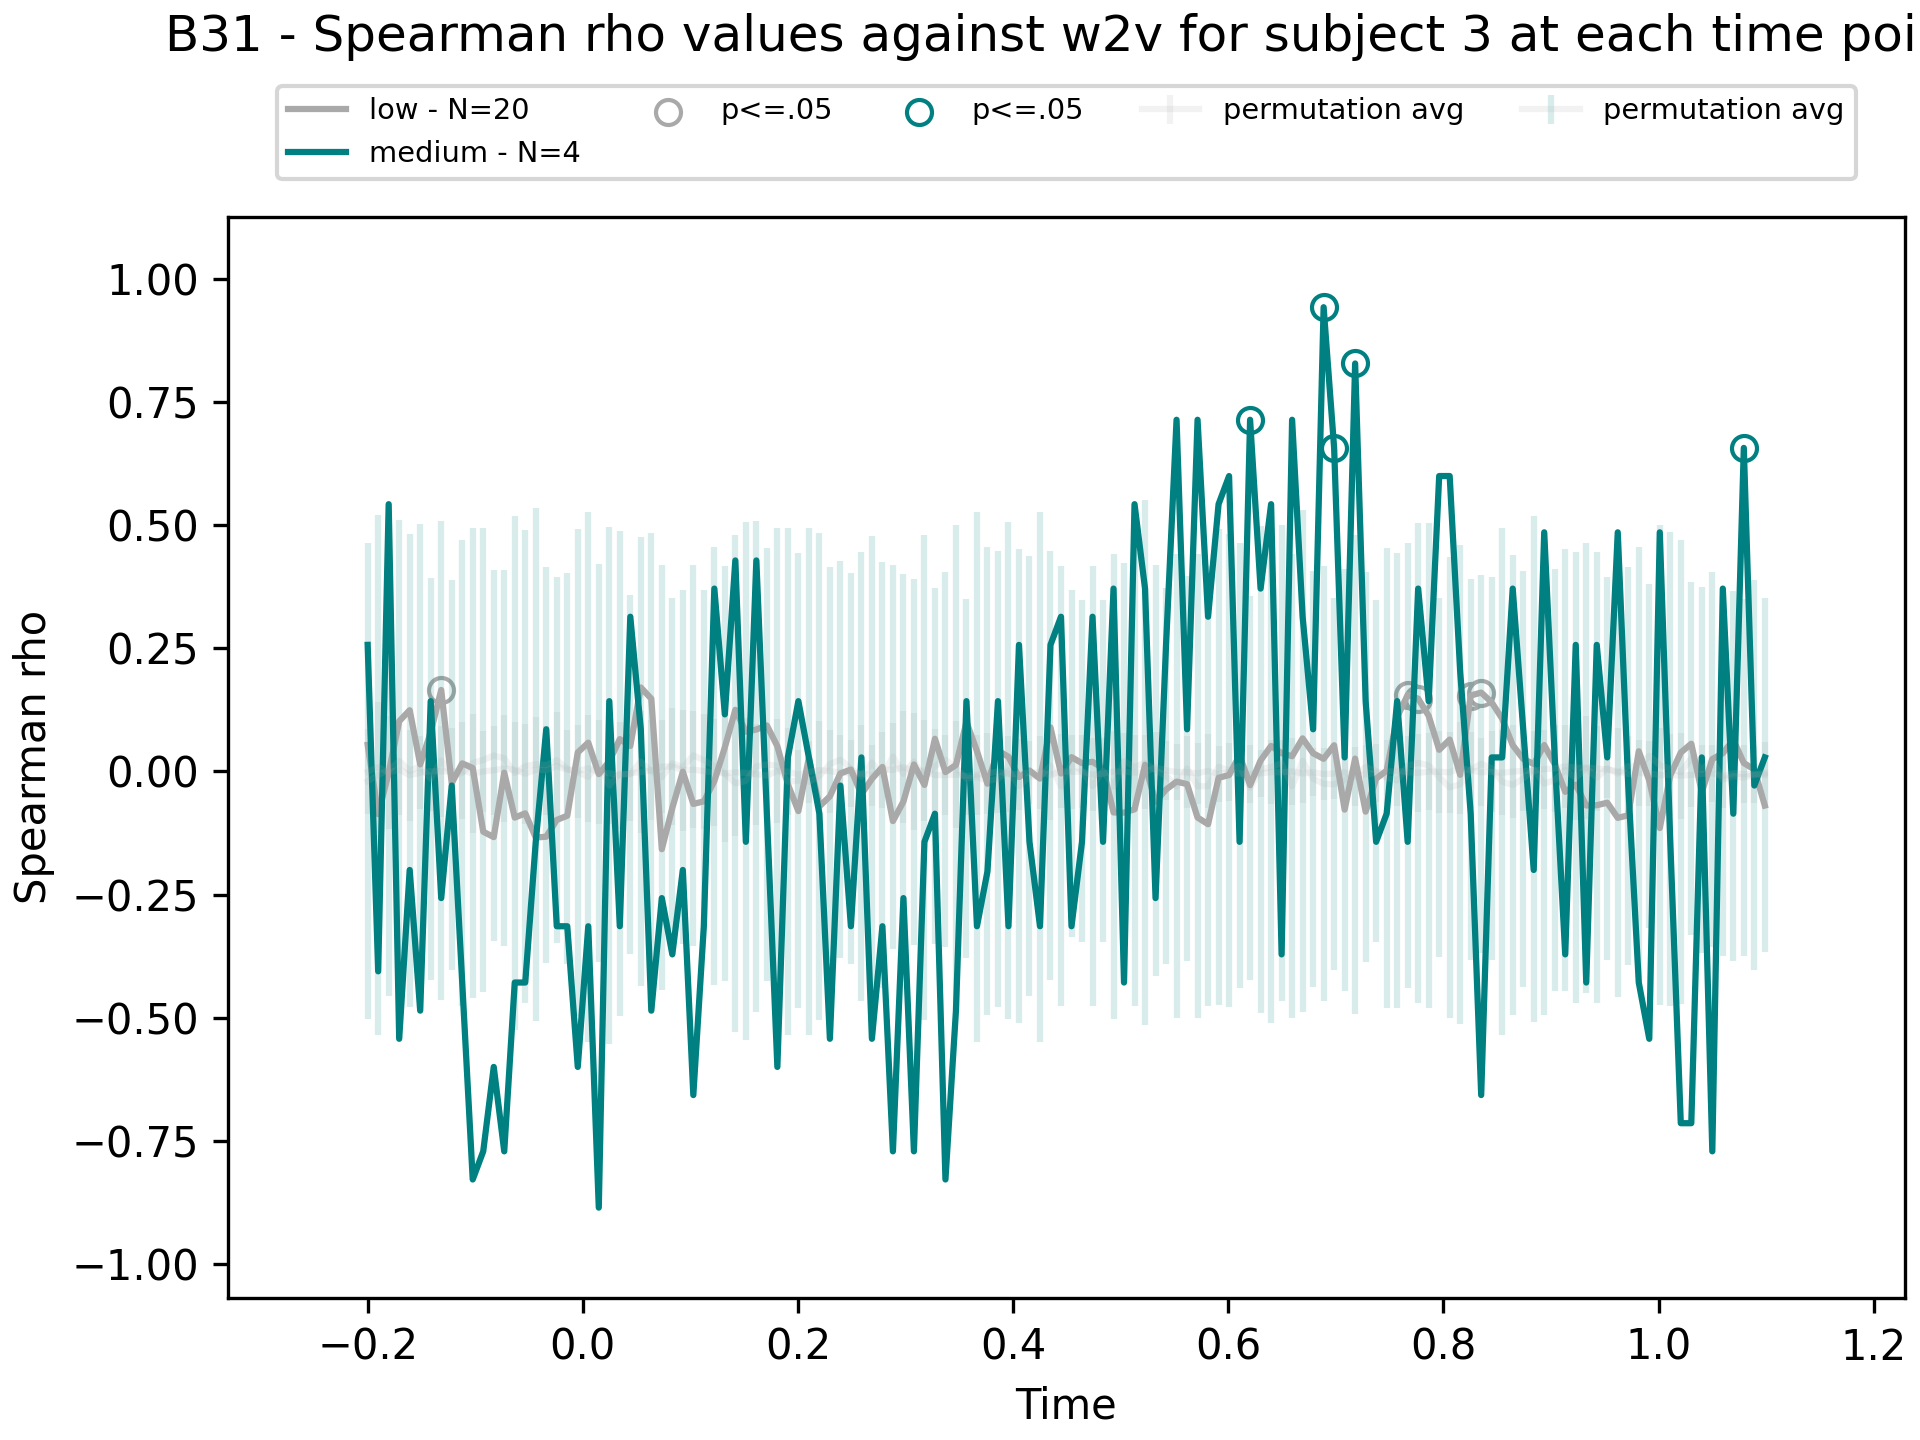 B31 - Spearman rho values against w2v for subject 3 at each time poi
low - N=20
medium - N=4
p<=.05
p<=.05
permutation avg
permutation avg
Spearman rho
1.00
0.75
0.50
0.25
0.00
−0.25
−0.50
−0.75
−1.00
−0.2 0.0 0.2 0.4 0.6 0.8 1.0 1.2
Time